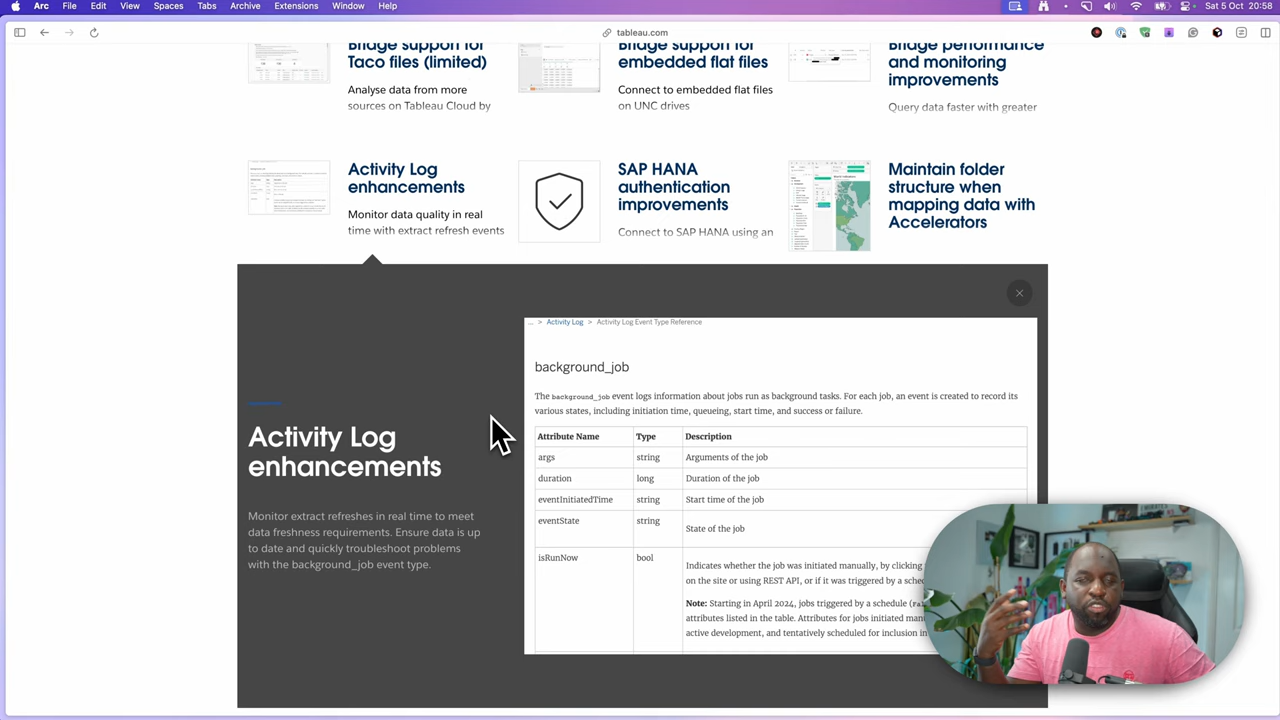 Arc File Edit View Spaces Tabs Archive Extensions Window Help
Sat 5 Oct 20:58
tableau.com
Bridge support for
Taco files (limited)
Analyse data from more
sources on Tableau Cloud by
Bridge support for
embedded flat files
Connect to embedded flat files
on UNC drives
Bridge performance
and monitoring
improvements
Query data faster with greater
Activity Log
enhancements
Monitor data quality in real
time with extract refresh events
SAP HANA
authentication
improvements
Connect to SAP HANA using an
Maintain folder
structure when
mapping data with
Accelerators
Activity Log
enhancements
Monitor extract refreshes in real time to meet
data freshness requirements. Ensure data is up
to date and quickly troubleshoot problems
with the background_job event type.
... > Activity Log > Activity Log Event Type Reference
background_job
The background_job event logs information about jobs run as background tasks. For each job, an event is created to record its
various states, including initiation time, queueing, start time, and success or failure.
Attribute Name Type Description
args string Arguments of the job
duration long Duration of the job
eventInitiatedTime string Start time of the job
eventState string State of the job
isRunNow bool Indicates whether the job was initiated manually, by clicking
on the site or using REST API, or if it was triggered by a sche
Note: Starting in April 2024, jobs triggered by a schedule (Fal
attributes listed in the table. Attributes for jobs initiated man
active development, and tentatively scheduled for inclusion in